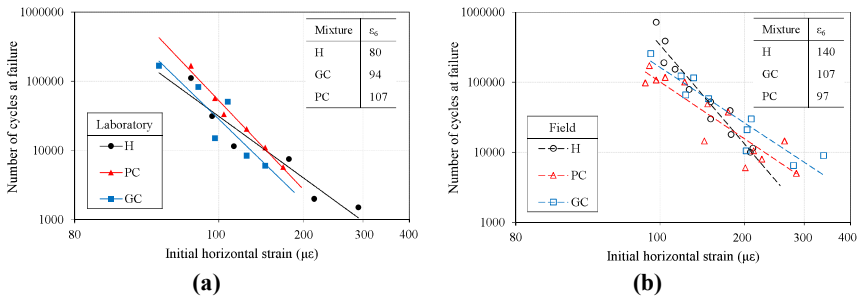 1000000
100000
10000
1000
Number of cycles at failure
80
100
200
300
400
Initial horizontal strain (με)
Mixture ε₆
H 80
GC 94
PC 107
Laboratory
H
PC
GC
(a)
1000000
100000
10000
1000
Number of cycles at failure
80
100
200
300
400
Initial horizontal strain (με)
Mixture ε₆
H 140
GC 107
PC 97
Field
H
PC
GC
(b)